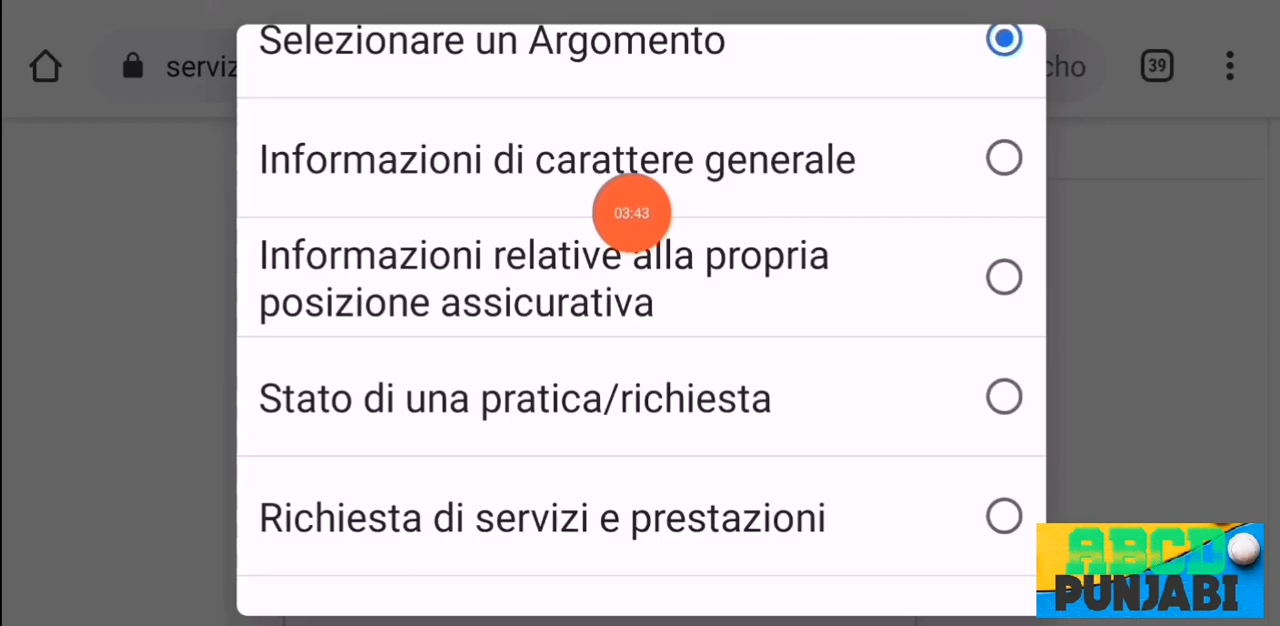 Selezionare un Argomento
serviz
cho
39
Informazioni di carattere generale
03:43
Informazioni relative alla propria
posizione assicurativa
Stato di una pratica/richiesta
Richiesta di servizi e prestazioni
ABCD
PUNJABI